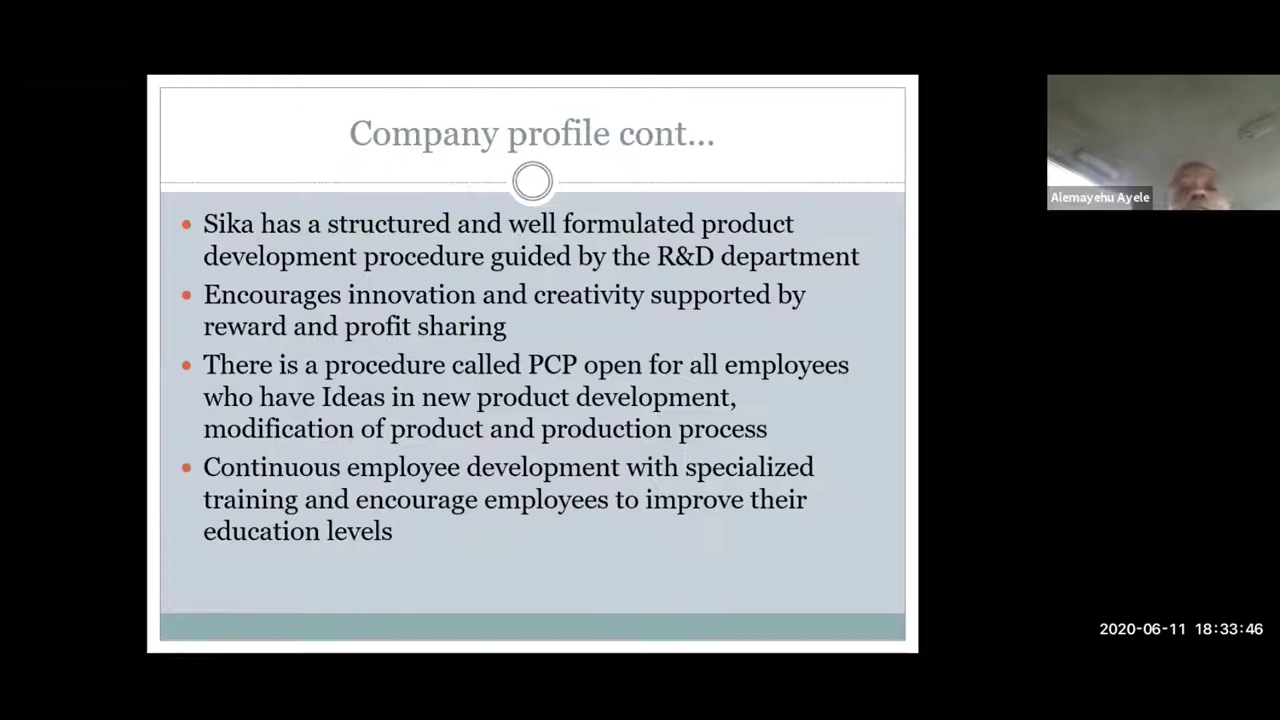 Company profile cont...
Sika has a structured and well formulated product
development procedure guided by the R&D department
Encourages innovation and creativity supported by
reward and profit sharing
There is a procedure called PCP open for all employees
who have Ideas in new product development,
modification of product and production process
Continuous employee development with specialized
training and encourage employees to improve their
education levels
Alemayehu Ayele
2020-06-11 18:33:46